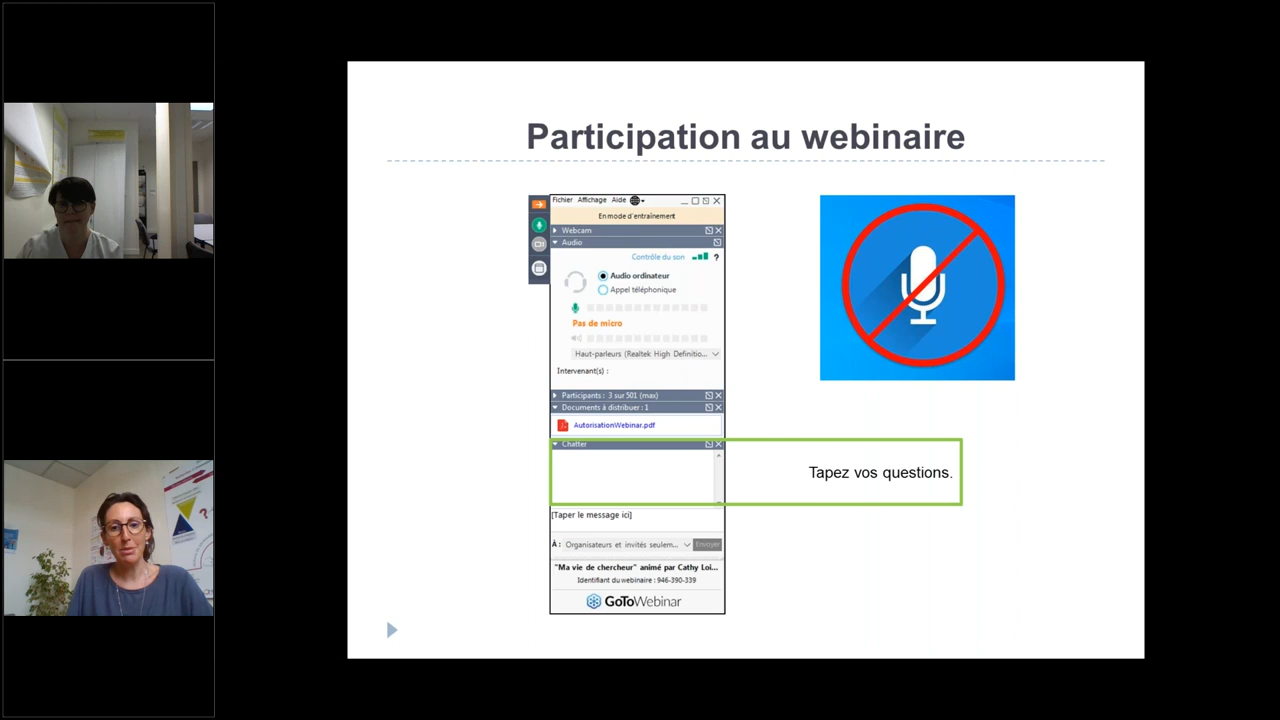 Participation au webinaire
Fichier Affichage Aide
En mode d'entraînement
Webcam
Audio
Contrôle du son ?
Audio ordinateur
Appel téléphonique
Pas de micro
Haut-parleurs (Realtek High Definitio...
Intervenant(s) :
Participants : 3 sur 501 (max)
Documents à distribuer : 1
AutorisationWebinar.pdf
Chatter
Tapez vos questions.
[Taper le message ici]
À : Organisateurs et invités seulem... Envoyer
"Ma vie de chercheur" animé par Cathy Loi...
Identifiant du webinaire : 946-390-339
GoToWebinar